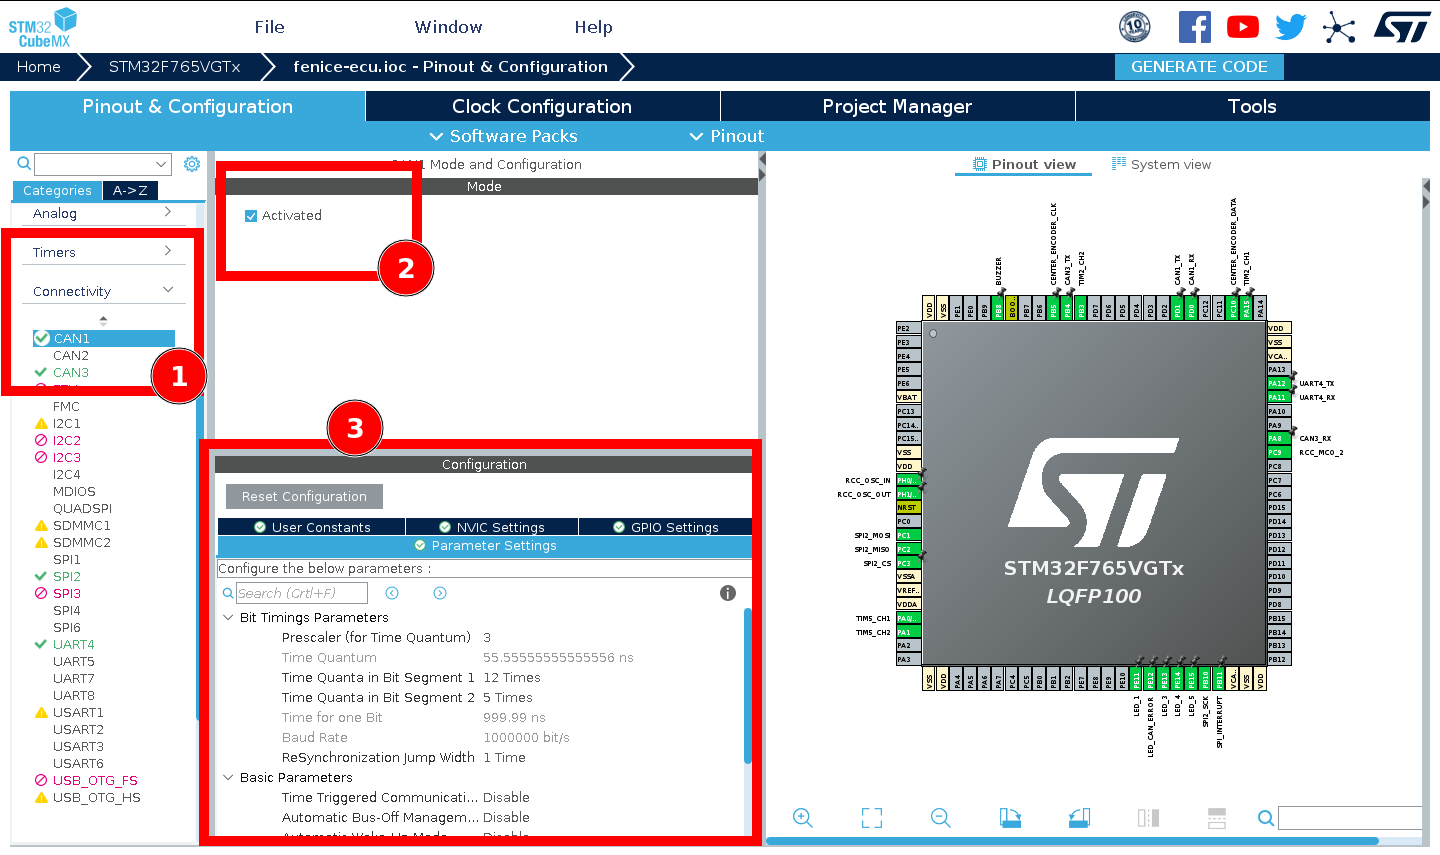 STM32
CubeMX
File
Window
Help
10
Home
STM32F765VGTx
fenice-ecu.ioc - Pinout & Configuration
GENERATE CODE
Pinout & Configuration
Clock Configuration
Project Manager
Tools
Software Packs
Pinout
Categories
A->Z
Analog
Timers
Connectivity
CAN1
CAN2
CAN3
FMC
I2C1
I2C2
I2C3
I2C4
MDIOS
QUADSPI
SDMMC1
SDMMC2
SPI1
SPI2
SPI3
SPI4
SPI6
UART4
UART5
UART7
UART8
USART1
USART2
USART3
USART6
USB_OTG_FS
USB_OTG_HS
1
CAN1 Mode and Configuration
Mode
Activated
2
3
Configuration
Reset Configuration
User Constants
NVIC Settings
GPIO Settings
Parameter Settings
Configure the below parameters :
Search (Crtl+F)
Bit Timings Parameters
Prescaler (for Time Quantum) 3
Time Quantum 55.55555555555556 ns
Time Quanta in Bit Segment 1 12 Times
Time Quanta in Bit Segment 2 5 Times
Time for one Bit 999.99 ns
Baud Rate 1000000 bit/s
ReSynchronization Jump Width 1 Time
Basic Parameters
Time Triggered Communicati... Disable
Automatic Bus-Off Managem... Disable
Automatic Wake-Up Mode Disable
Pinout view
System view
BUZZER
CENTER_ENCODER_CLK
CAN3_TX
TIM2_CH2
CAN1_TX
CAN1_RX
CENTER_ENCODER_DATA
TIM2_CH1
VDD
VSS
PE1
PE0
PB9
PB8
BOO..
PB7
PB6
PB5
PB4
PB3
PD7
PD6
PD5
PD4
PD3
PD2
PD1
PD0
PC12
PC11
PC10
PA15
PA14
PE2
PE3
PE4
PE5
PE6
VBAT
PC13
PC14..
PC15..
VSS
VDD
RCC_OSC_IN PH0/..
RCC_OSC_OUT PH1/..
NRST
PC0
SPI2_MOSI PC1
SPI2_MISO PC2
SPI2_CS PC3
VSSA
VREF..
VDDA
TIM5_CH1 PA0/..
TIM5_CH2 PA1
PA2
PA3
STM32F765VGTx
LQFP100
VDD
VSS
VCA..
PA13
PA12 UART4_TX
PA11 UART4_RX
PA10
PA9
PA8 CAN3_RX
PC9 RCC_MCO_2
PC8
PC7
PC6
PD15
PD14
PD13
PD12
PD11
PD10
PD9
PD8
PB15
PB14
PB13
PB12
VSS
VDD
PA4
PA5
PA6
PA7
PC4
PC5
PB0
PB1
PB2
PE7
PE8
PE9
PE10
PE11
PE12
PE13
PE14
PE15
PB10
PB11
VCA..
VSS
VDD
LED_1
LED_CAN_ERROR
LED_3
LED_4
LED_5
SPI2_SCK
SPI_INTERRUPT